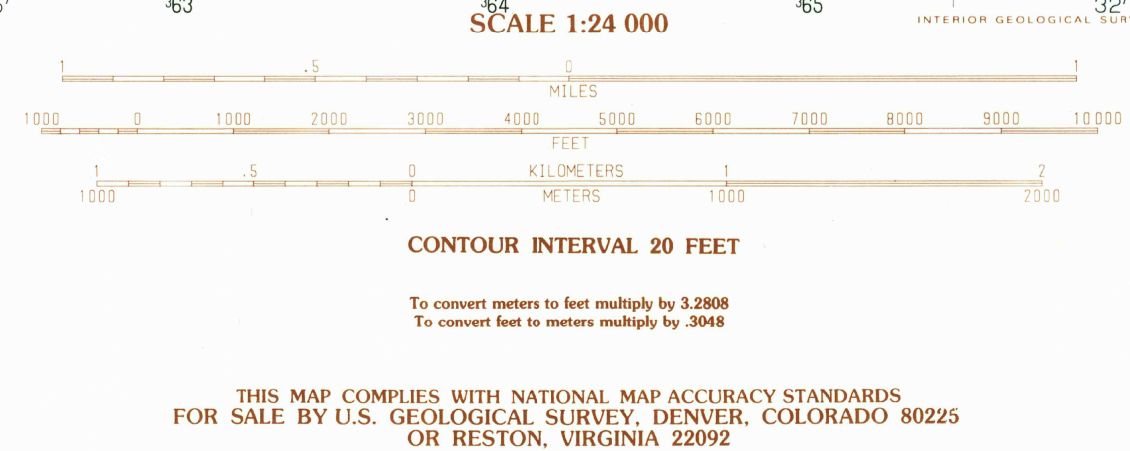 ³63 ³64 ³65 32'
SCALE 1:24 000
INTERIOR GEOLOGICAL
1 .5 0 1
MILES
1000 0 1000 2000 3000 4000 5000 6000 7000 8000 9000 10 000
FEET
1 .5 0 KILOMETERS 1 2
1000 0 METERS 1000 2000
CONTOUR INTERVAL 20 FEET
To convert meters to feet multiply by 3.2808
To convert feet to meters multiply by .3048
THIS MAP COMPLIES WITH NATIONAL MAP ACCURACY STANDARDS
FOR SALE BY U.S. GEOLOGICAL SURVEY, DENVER, COLORADO 80225
OR RESTON, VIRGINIA 22092